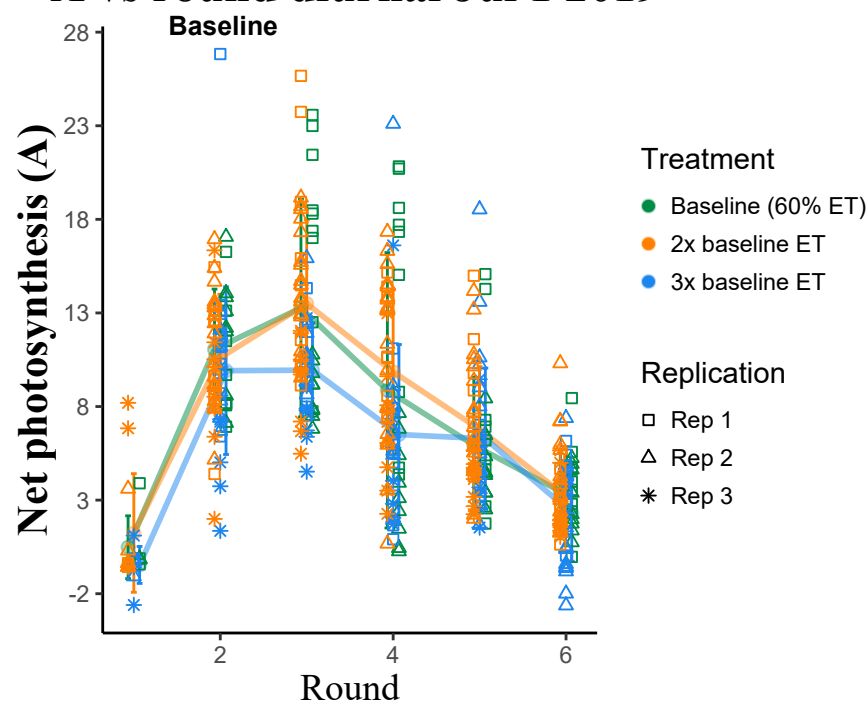 Baseline
28
23
18
13
8
3
-2
Net photosynthesis (A)
2
4
6
Round
Treatment
Baseline (60% ET)
2x baseline ET
3x baseline ET
Replication
Rep 1
Rep 2
Rep 3